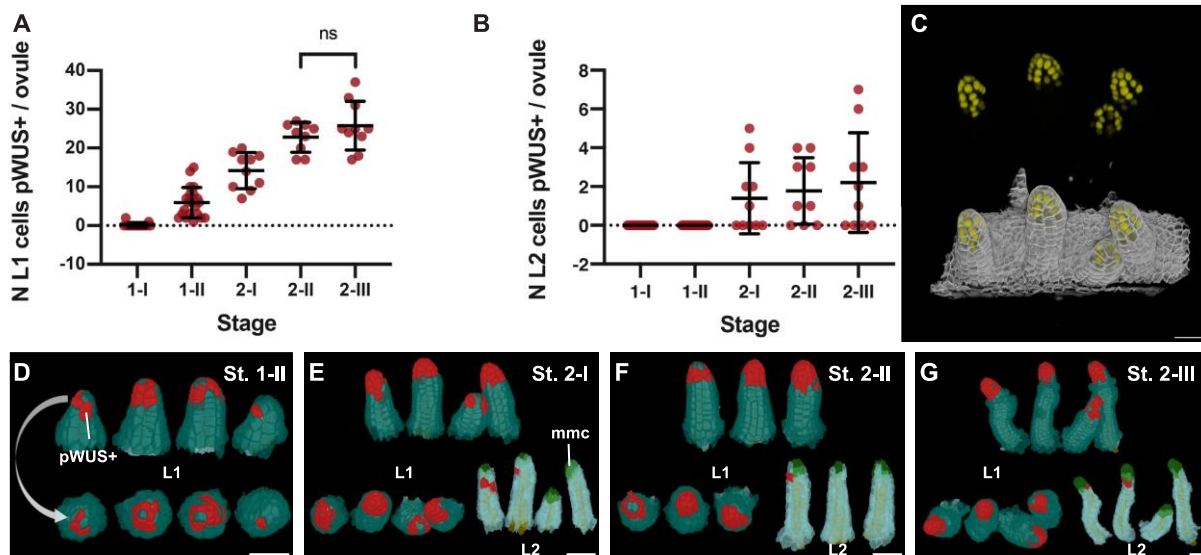 A
N L1 cells pWUS+ / ovule
ns
40
30
20
10
0
-10
1-I 1-II 2-I 2-II 2-III
Stage
B
N L2 cells pWUS+ / ovule
8
6
4
2
0
-2
1-I 1-II 2-I 2-II 2-III
Stage
C
D St. 1-II
pWUS+
L1
E St. 2-I
mmc
L1
L2
F St. 2-II
L1
L2
G St. 2-III
L1
L2